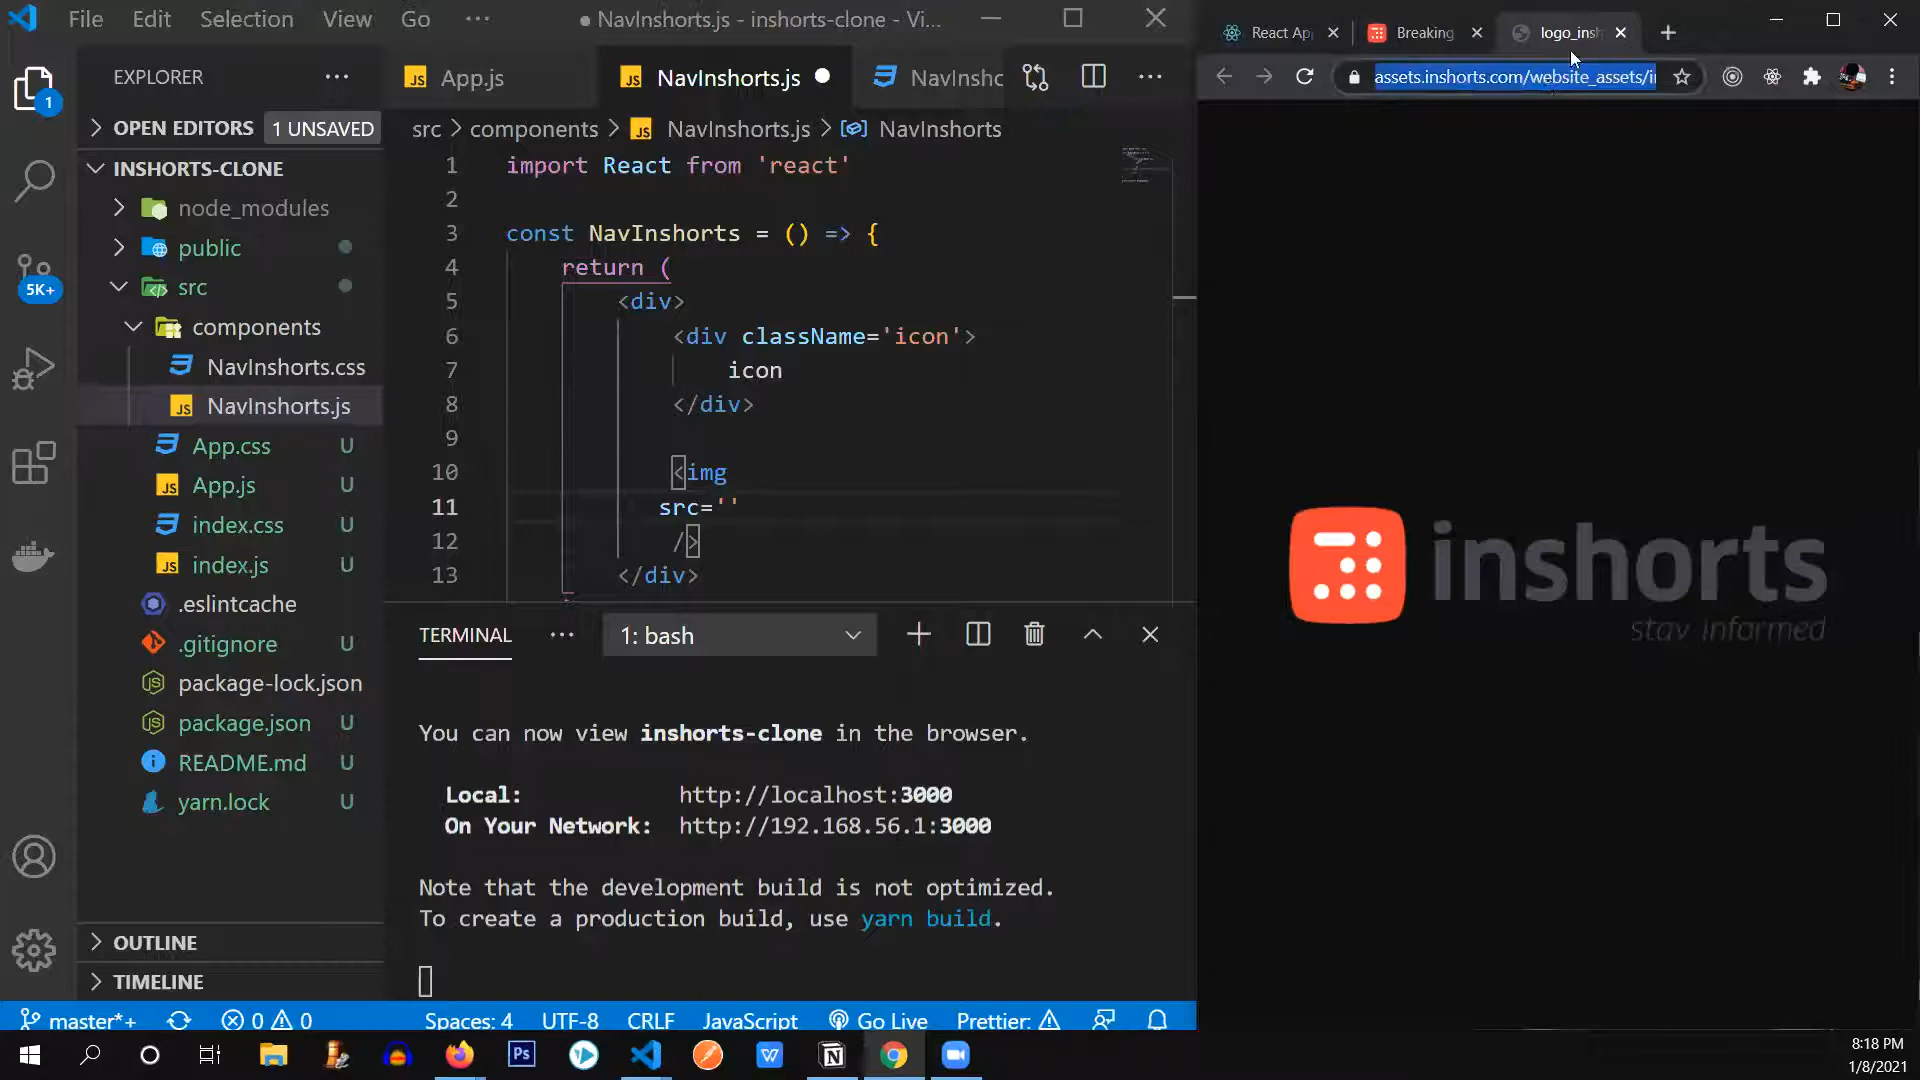 File Edit Selection View Go ···
● NavInshorts.js - inshorts-clone - Vi...
EXPLORER
OPEN EDITORS 1 UNSAVED
INSHORTS-CLONE
node_modules
public
src
components
NavInshorts.css
NavInshorts.js
App.css U
App.js U
index.css U
index.js U
.eslintcache
.gitignore U
package-lock.json
package.json U
README.md U
yarn.lock U
OUTLINE
TIMELINE
1
5K+
App.js
NavInshorts.js
NavInshc
src > components > NavInshorts.js > NavInshorts
1 import React from 'react'
2
3 const NavInshorts = () => {
4 return (
5 <div>
6 <div className='icon'>
7 icon
8 </div>
9
10 <img
11 src=''
12 />
13 </div>
TERMINAL ··· 1: bash
You can now view inshorts-clone in the browser.
Local: http://localhost:3000
On Your Network: http://192.168.56.1:3000
Note that the development build is not optimized.
To create a production build, use yarn build.
master*+ 0 0 Spaces: 4 UTF-8 CRLF JavaScript Go Live Prettier:
React Ap
Breaking
logo_insh
assets.inshorts.com/website_assets/i
inshorts
stay informed
Ps
8:18 PM
1/8/2021